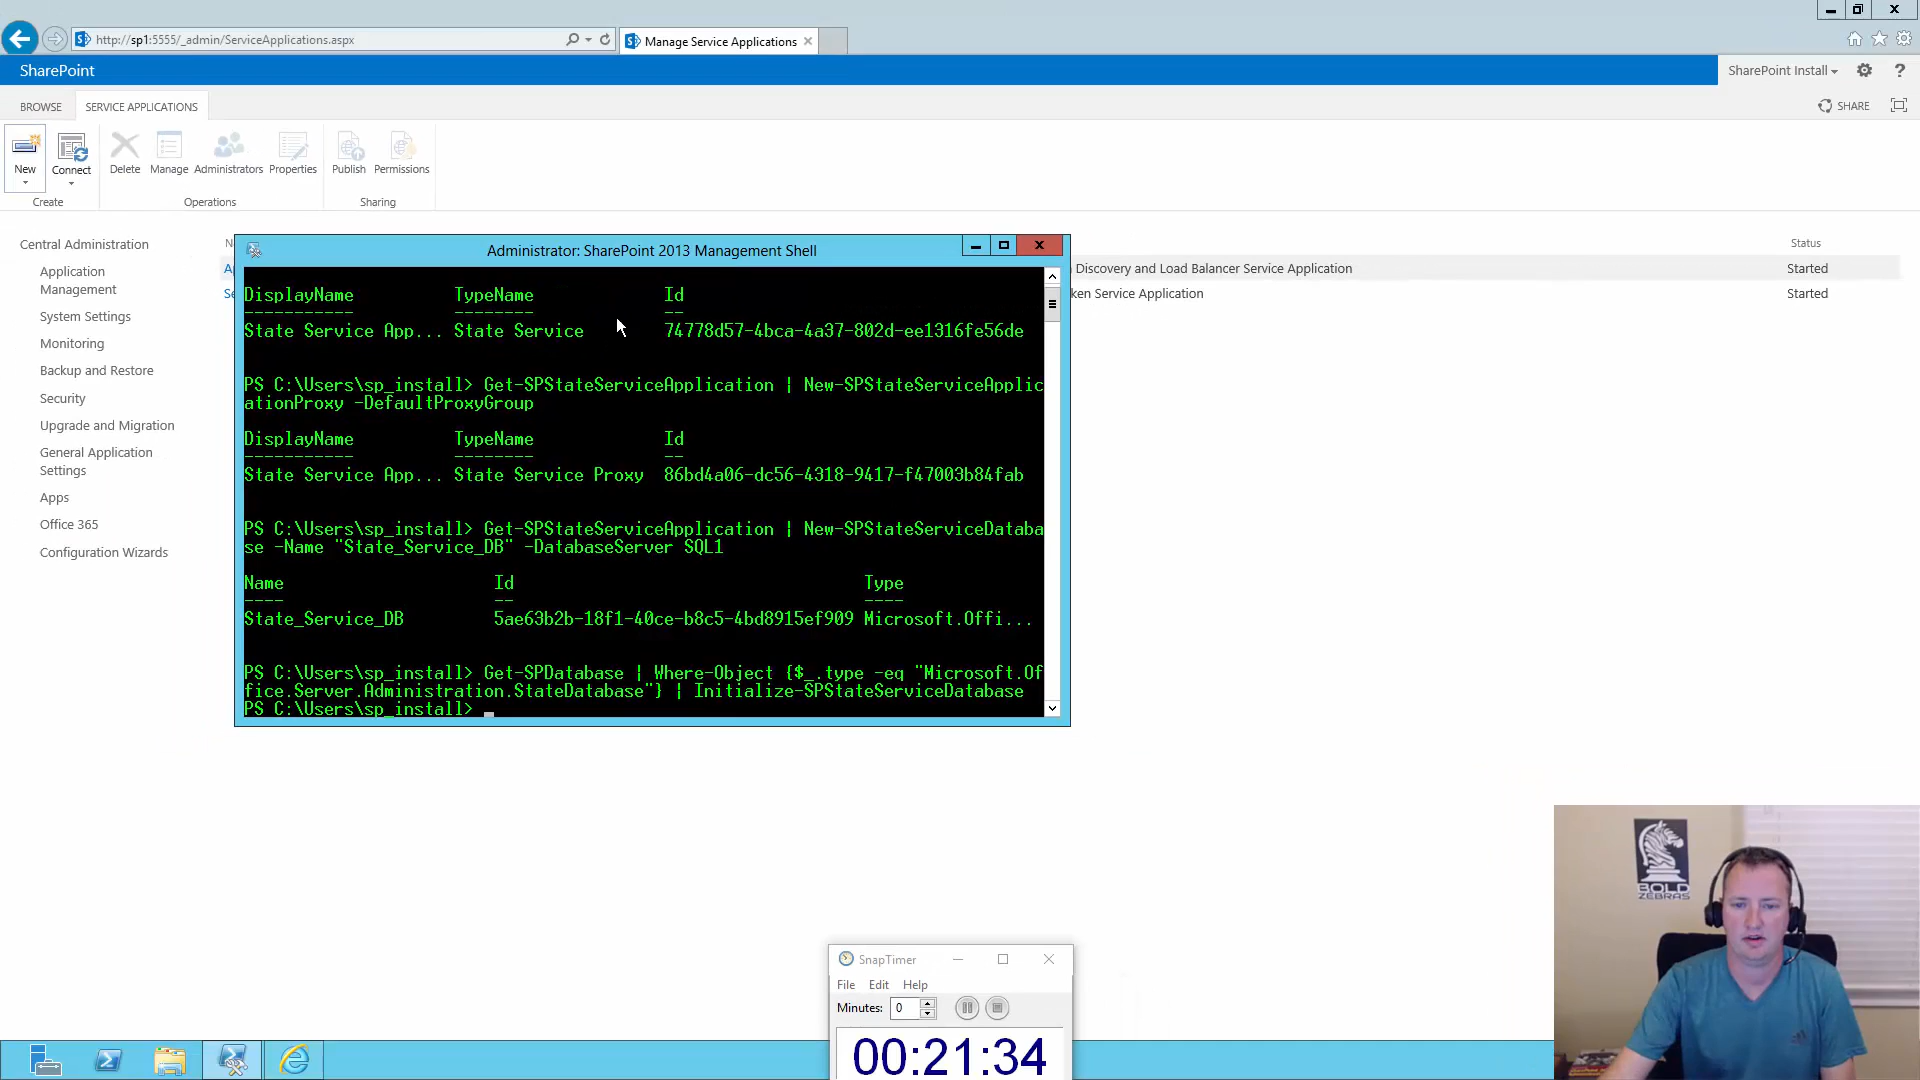 http://sp1:5555/_admin/ServiceApplications.aspx
Manage Service Applications
SharePoint
SharePoint Install
?
BROWSE
SERVICE APPLICATIONS
SHARE
New
Connect
Delete
Manage
Administrators
Properties
Publish
Permissions
Create
Operations
Sharing
Central Administration
Application
Management
System Settings
Monitoring
Backup and Restore
Security
Upgrade and Migration
General Application
Settings
Apps
Office 365
Configuration Wizards
Status
Discovery and Load Balancer Service Application
Started
ken Service Application
Started
Administrator: SharePoint 2013 Management Shell
DisplayName TypeName Id
----------- -------- --
State Service App... State Service 74778d57-4bca-4a37-802d-ee1316fe56de
PS C:\Users\sp_install> Get-SPStateServiceApplication | New-SPStateServiceApplic
ationProxy -DefaultProxyGroup
DisplayName TypeName Id
----------- -------- --
State Service App... State Service Proxy 86bd4a06-dc56-4318-9417-f47003b84fab
PS C:\Users\sp_install> Get-SPStateServiceApplication | New-SPStateServiceDataba
se -Name "State_Service_DB" -DatabaseServer SQL1
Name Id Type
---- -- ----
State_Service_DB 5ae63b2b-18f1-40ce-b8c5-4bd8915ef909 Microsoft.Offi...
PS C:\Users\sp_install> Get-SPDatabase | Where-Object {$_.type -eq "Microsoft.Of
fice.Server.Administration.StateDatabase"} | Initialize-SPStateServiceDatabase
PS C:\Users\sp_install>
BOLD
ZEBRAS
SnapTimer
File Edit Help
Minutes: 0
00:21:34